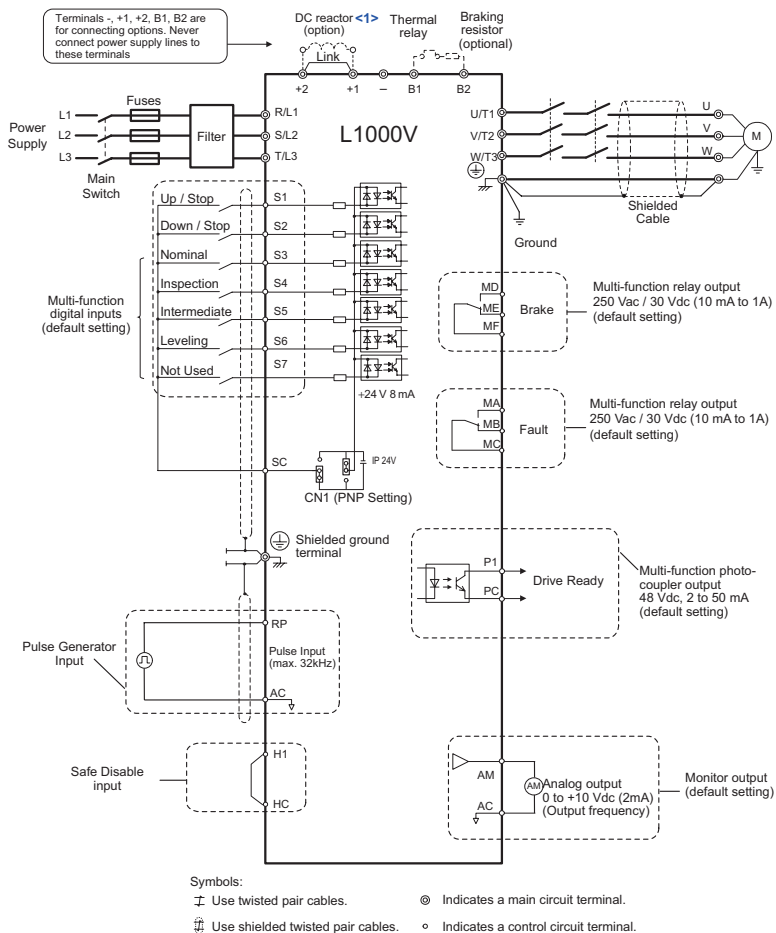 Terminals -, +1, +2, B1, B2 are
for connecting options. Never
connect power supply lines to
these terminals
DC reactor <1>
(option)
Thermal
relay
Braking
resistor
(optional)
Link
+2
+1
–
B1
B2
Fuses
L1
L2
L3
Power
Supply
Main
Switch
Filter
R/L1
S/L2
T/L3
L1000V
U/T1
V/T2
W/T3
U
V
W
M
Shielded
Cable
Ground
Up / Stop
S1
Down / Stop
S2
Nominal
S3
Inspection
S4
Intermediate
S5
Leveling
S6
Not Used
S7
Multi-function
digital inputs
(default setting)
+24 V 8 mA
SC
IP 24V
CN1 (PNP Setting)
MD
ME
MF
Brake
Multi-function relay output
250 Vac / 30 Vdc (10 mA to 1A)
(default setting)
MA
MB
MC
Fault
Multi-function relay output
250 Vac / 30 Vdc (10 mA to 1A)
(default setting)
Shielded ground
terminal
P1
PC
Drive Ready
Multi-function photo-
coupler output
48 Vdc, 2 to 50 mA
(default setting)
Pulse Generator
Input
RP
Pulse Input
(max. 32kHz)
AC
Safe Disable
input
H1
HC
AM
AC
AM
Analog output
0 to +10 Vdc (2mA)
(Output frequency)
Monitor output
(default setting)
Symbols:
Use twisted pair cables.
Indicates a main circuit terminal.
Use shielded twisted pair cables.
Indicates a control circuit terminal.